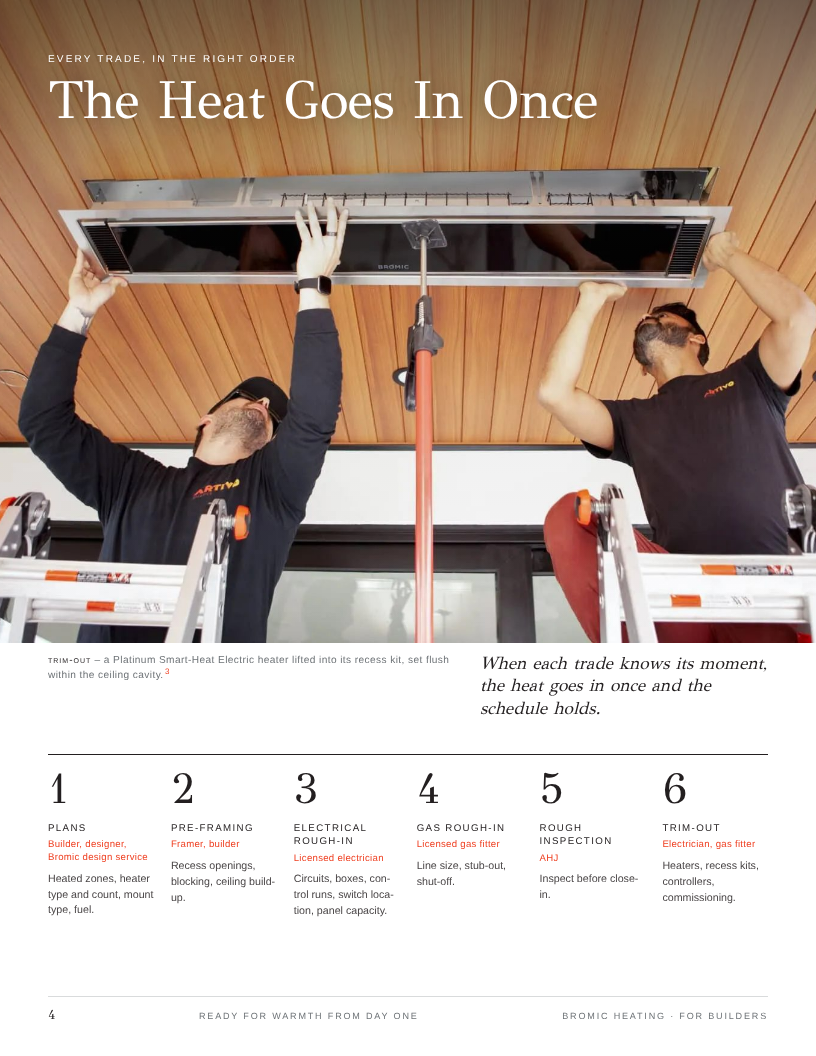 EVERY TRADE, IN THE RIGHT ORDER
The Heat Goes In Once
BROMIC
ARTIVO
ARTIVO
TRIM-OUT – a Platinum Smart-Heat Electric heater lifted into its recess kit, set flush
within the ceiling cavity. 3
When each trade knows its moment,
the heat goes in once and the
schedule holds.
1
PLANS
Builder, designer,
Bromic design service
Heated zones, heater
type and count, mount
type, fuel.
2
PRE-FRAMING
Framer, builder
Recess openings,
blocking, ceiling build-
up.
3
ELECTRICAL
ROUGH-IN
Licensed electrician
Circuits, boxes, con-
trol runs, switch loca-
tion, panel capacity.
4
GAS ROUGH-IN
Licensed gas fitter
Line size, stub-out,
shut-off.
5
ROUGH
INSPECTION
AHJ
Inspect before close-
in.
6
TRIM-OUT
Electrician, gas fitter
Heaters, recess kits,
controllers,
commissioning.
4
READY FOR WARMTH FROM DAY ONE
BROMIC HEATING · FOR BUILDERS